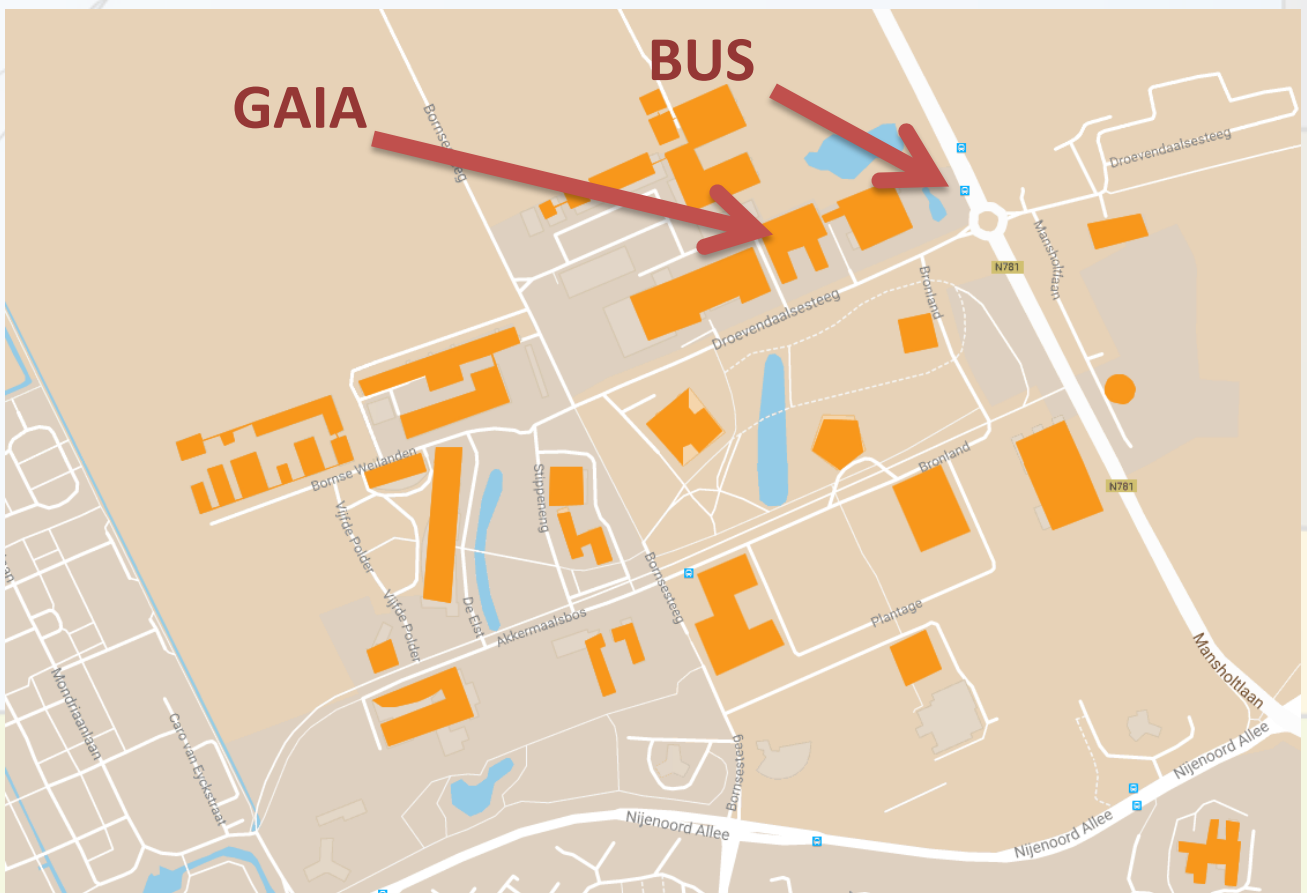 BUS
GAIA
Bornsesteeg
Droevendaalsesteeg
Mansholtlaan
N781
Bronland
Droevendaalsesteeg
Bronland
Bornse Weilanden
Stippeneng
N781
Vijfde Polder
Bornsesteeg
De Elst
Vijfde Polder
Akkermaalsbos
Plantage
Mansholtlaan
Mondriaanlaan
Caro van Eyckstraat
Bornsesteeg
Nijenoord Allee
Nijenoord Allee
Nijenoord Allee